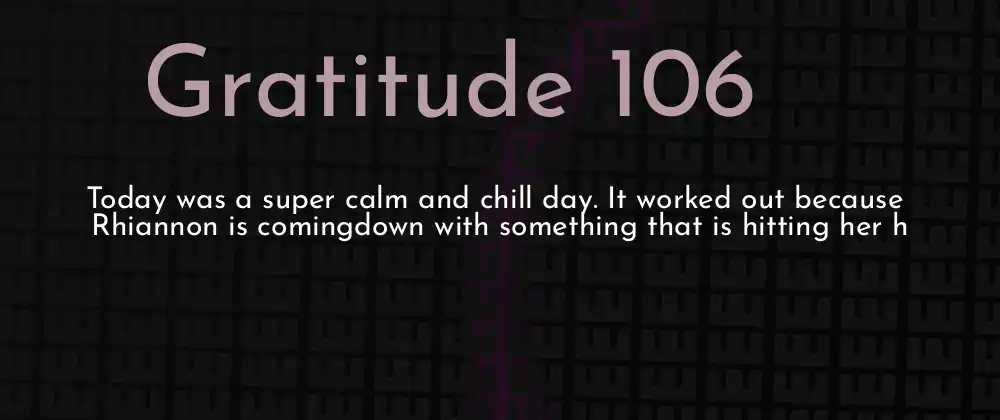 Gratitude 106
Today was a super calm and chill day. It worked out because
Rhiannon is comingdown with something that is hitting her h